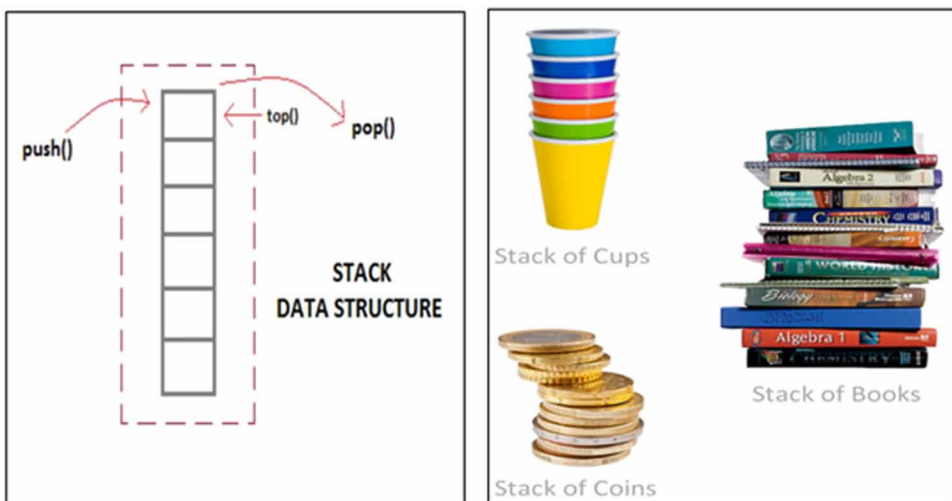 push()
top()
pop()
STACK
DATA STRUCTURE
Stack of Cups
Algebra 2
CHEMISTRY
WORLD HISTORY
Biology
Algebra 1
CHEMISTRY
Stack of Books
Stack of Coins